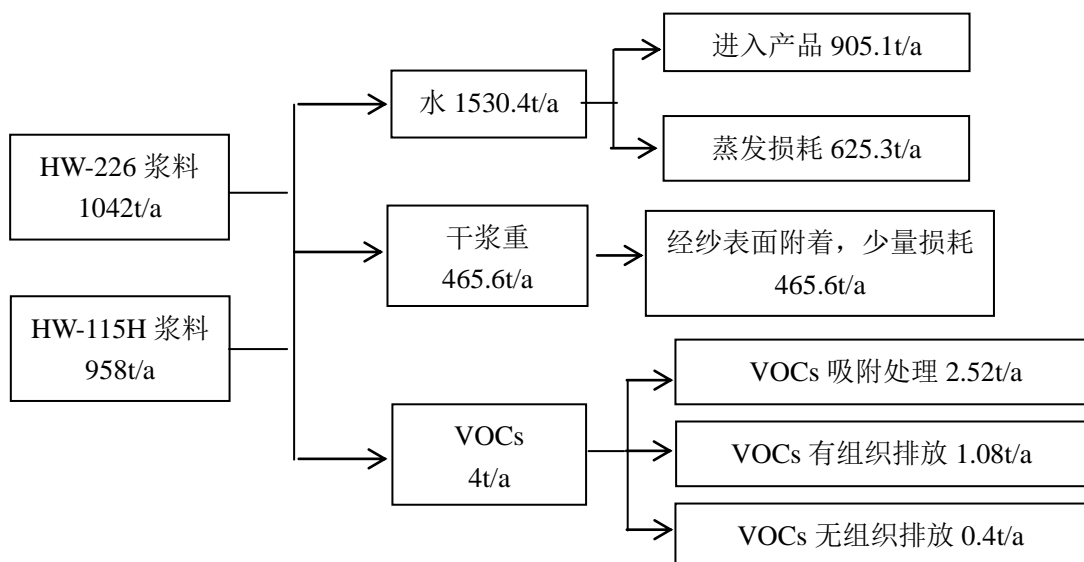 进入产品 905.1t/a
水 1530.4t/a
蒸发损耗 625.3t/a
HW-226 浆料
1042t/a
干浆重
465.6t/a
经纱表面附着，少量损耗
465.6t/a
HW-115H 浆料
958t/a
VOCs
4t/a
VOCs 吸附处理 2.52t/a
VOCs 有组织排放 1.08t/a
VOCs 无组织排放 0.4t/a